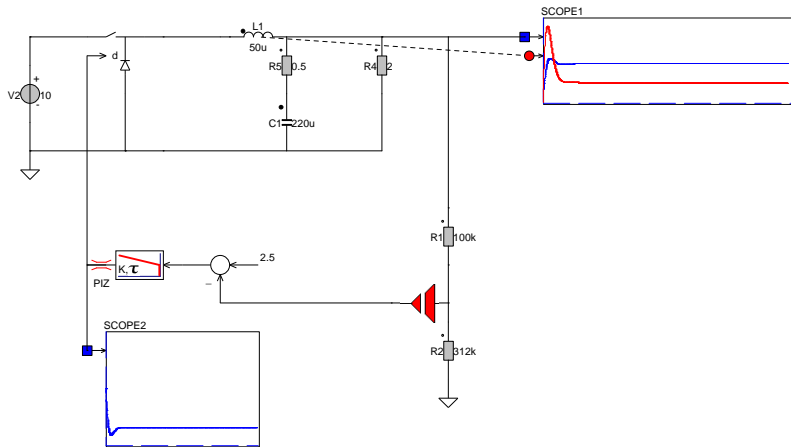 SCOPE1
L1
50u
d
R5 0.5
R4 2
V2 + 10
-
C1 220u
R1 100k
2.5
K,τ
−
PIZ
SCOPE2
R2 312k